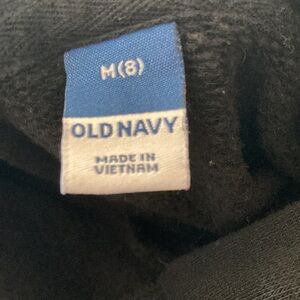 M(8)
OLD NAVY
MADE IN
VIETNAM